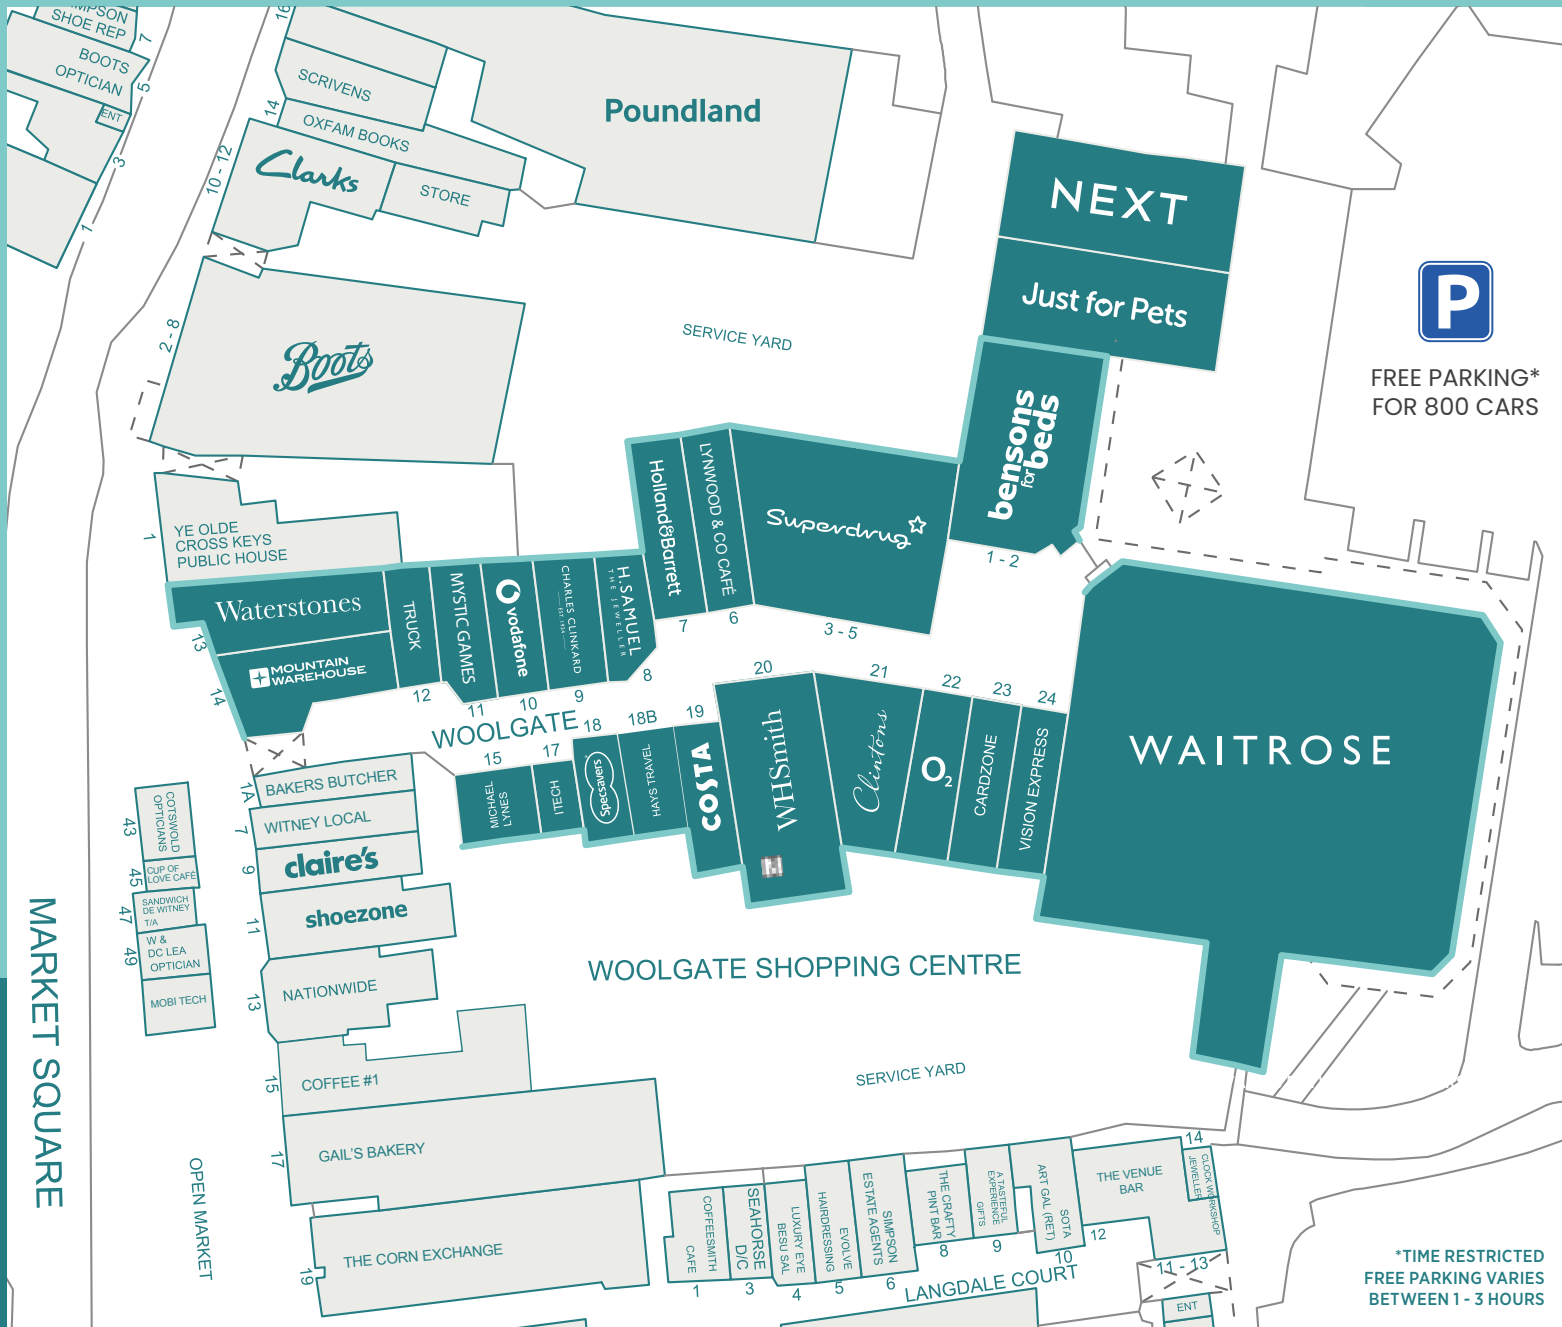 MPSON
SHOE REP
7
BOOTS
OPTICIAN
5
ENT
3
1
16
SCRIVENS
14
OXFAM BOOKS
Clarks
10 - 12
STORE
Poundland
NEXT
Just for Pets
P
FREE PARKING*
FOR 800 CARS
2 - 8
Boots
SERVICE YARD
bensons
for
beds
1 - 2
Holland&Barrett
7
LYNWOOD & CO CAFÉ
6
Superdrug
3 - 5
1
YE OLDE
CROSS KEYS
PUBLIC HOUSE
Waterstones
13
MOUNTAIN
WAREHOUSE
14
TRUCK
12
MYSTIC GAMES
11
vodafone
10
CHARLES CLINKARD
EST. 1924
9
H.SAMUEL
THE JEWELLER
8
WOOLGATE
15
MICHAEL
LYNES
17
ITECH
18
Specsavers
18B
HAYS TRAVEL
19
COSTA
20
WHSmith
21
Clintons
22
O2
23
CARDZONE
24
VISION EXPRESS
WAITROSE
1A
BAKERS BUTCHER
7
WITNEY LOCAL
9
claire's
11
shoezone
13
NATIONWIDE
15
COFFEE #1
17
GAIL'S BAKERY
19
THE CORN EXCHANGE
43
COTSWOLD
OPTICIANS
45
CUP OF
LOVE CAFÉ
47
SANDWICH
DE WITNEY
T/A
49
W &
DC LEA
OPTICIAN
MOBI TECH
MARKET SQUARE
OPEN MARKET
WOOLGATE SHOPPING CENTRE
SERVICE YARD
COFFEESMITH
CAFE
1
SEAHORSE
D/C
3
LUXURY EYE
BESU SAL
4
EVOLVE
HAIRDRESSING
5
SIMPSON
ESTATE AGENTS
6
THE CRAFTY
PINT BAR
8
A TASTEFUL
EXPERIENCE
GIFTS
9
SOTA
ART GAL (RET)
10
THE VENUE
BAR
12
14
CLOCK WORKSHOP
JEWELLER
11 - 13
ENT
LANGDALE COURT
*TIME RESTRICTED
FREE PARKING VARIES
BETWEEN 1 - 3 HOURS